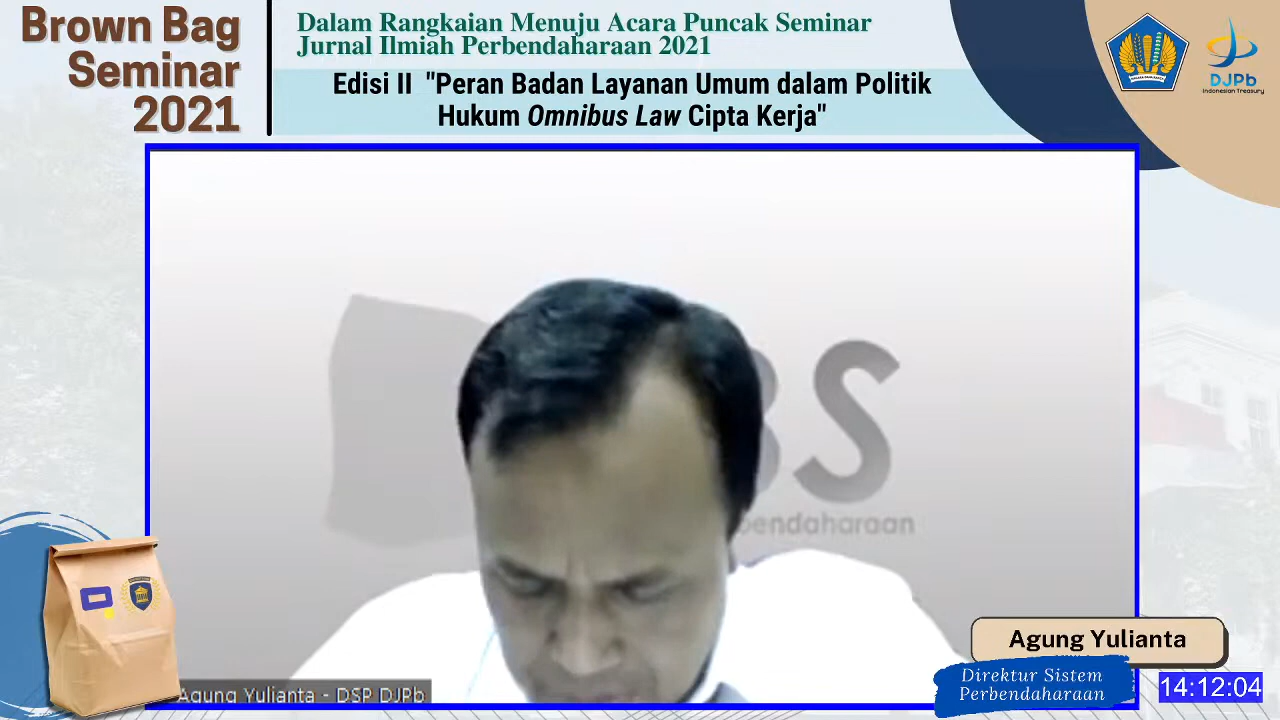 Brown Bag
Seminar
2021
Dalam Rangkaian Menuju Acara Puncak Seminar
Jurnal Ilmiah Perbendaharaan 2021
Edisi II "Peran Badan Layanan Umum dalam Politik
Hukum Omnibus Law Cipta Kerja"
DJPb
Indonesian Treasury
BS
bendaharaan
Agung Yulianta - DSP DJPb
Agung Yulianta
Direktur Sistem
Perbendaharaan
14:12:04